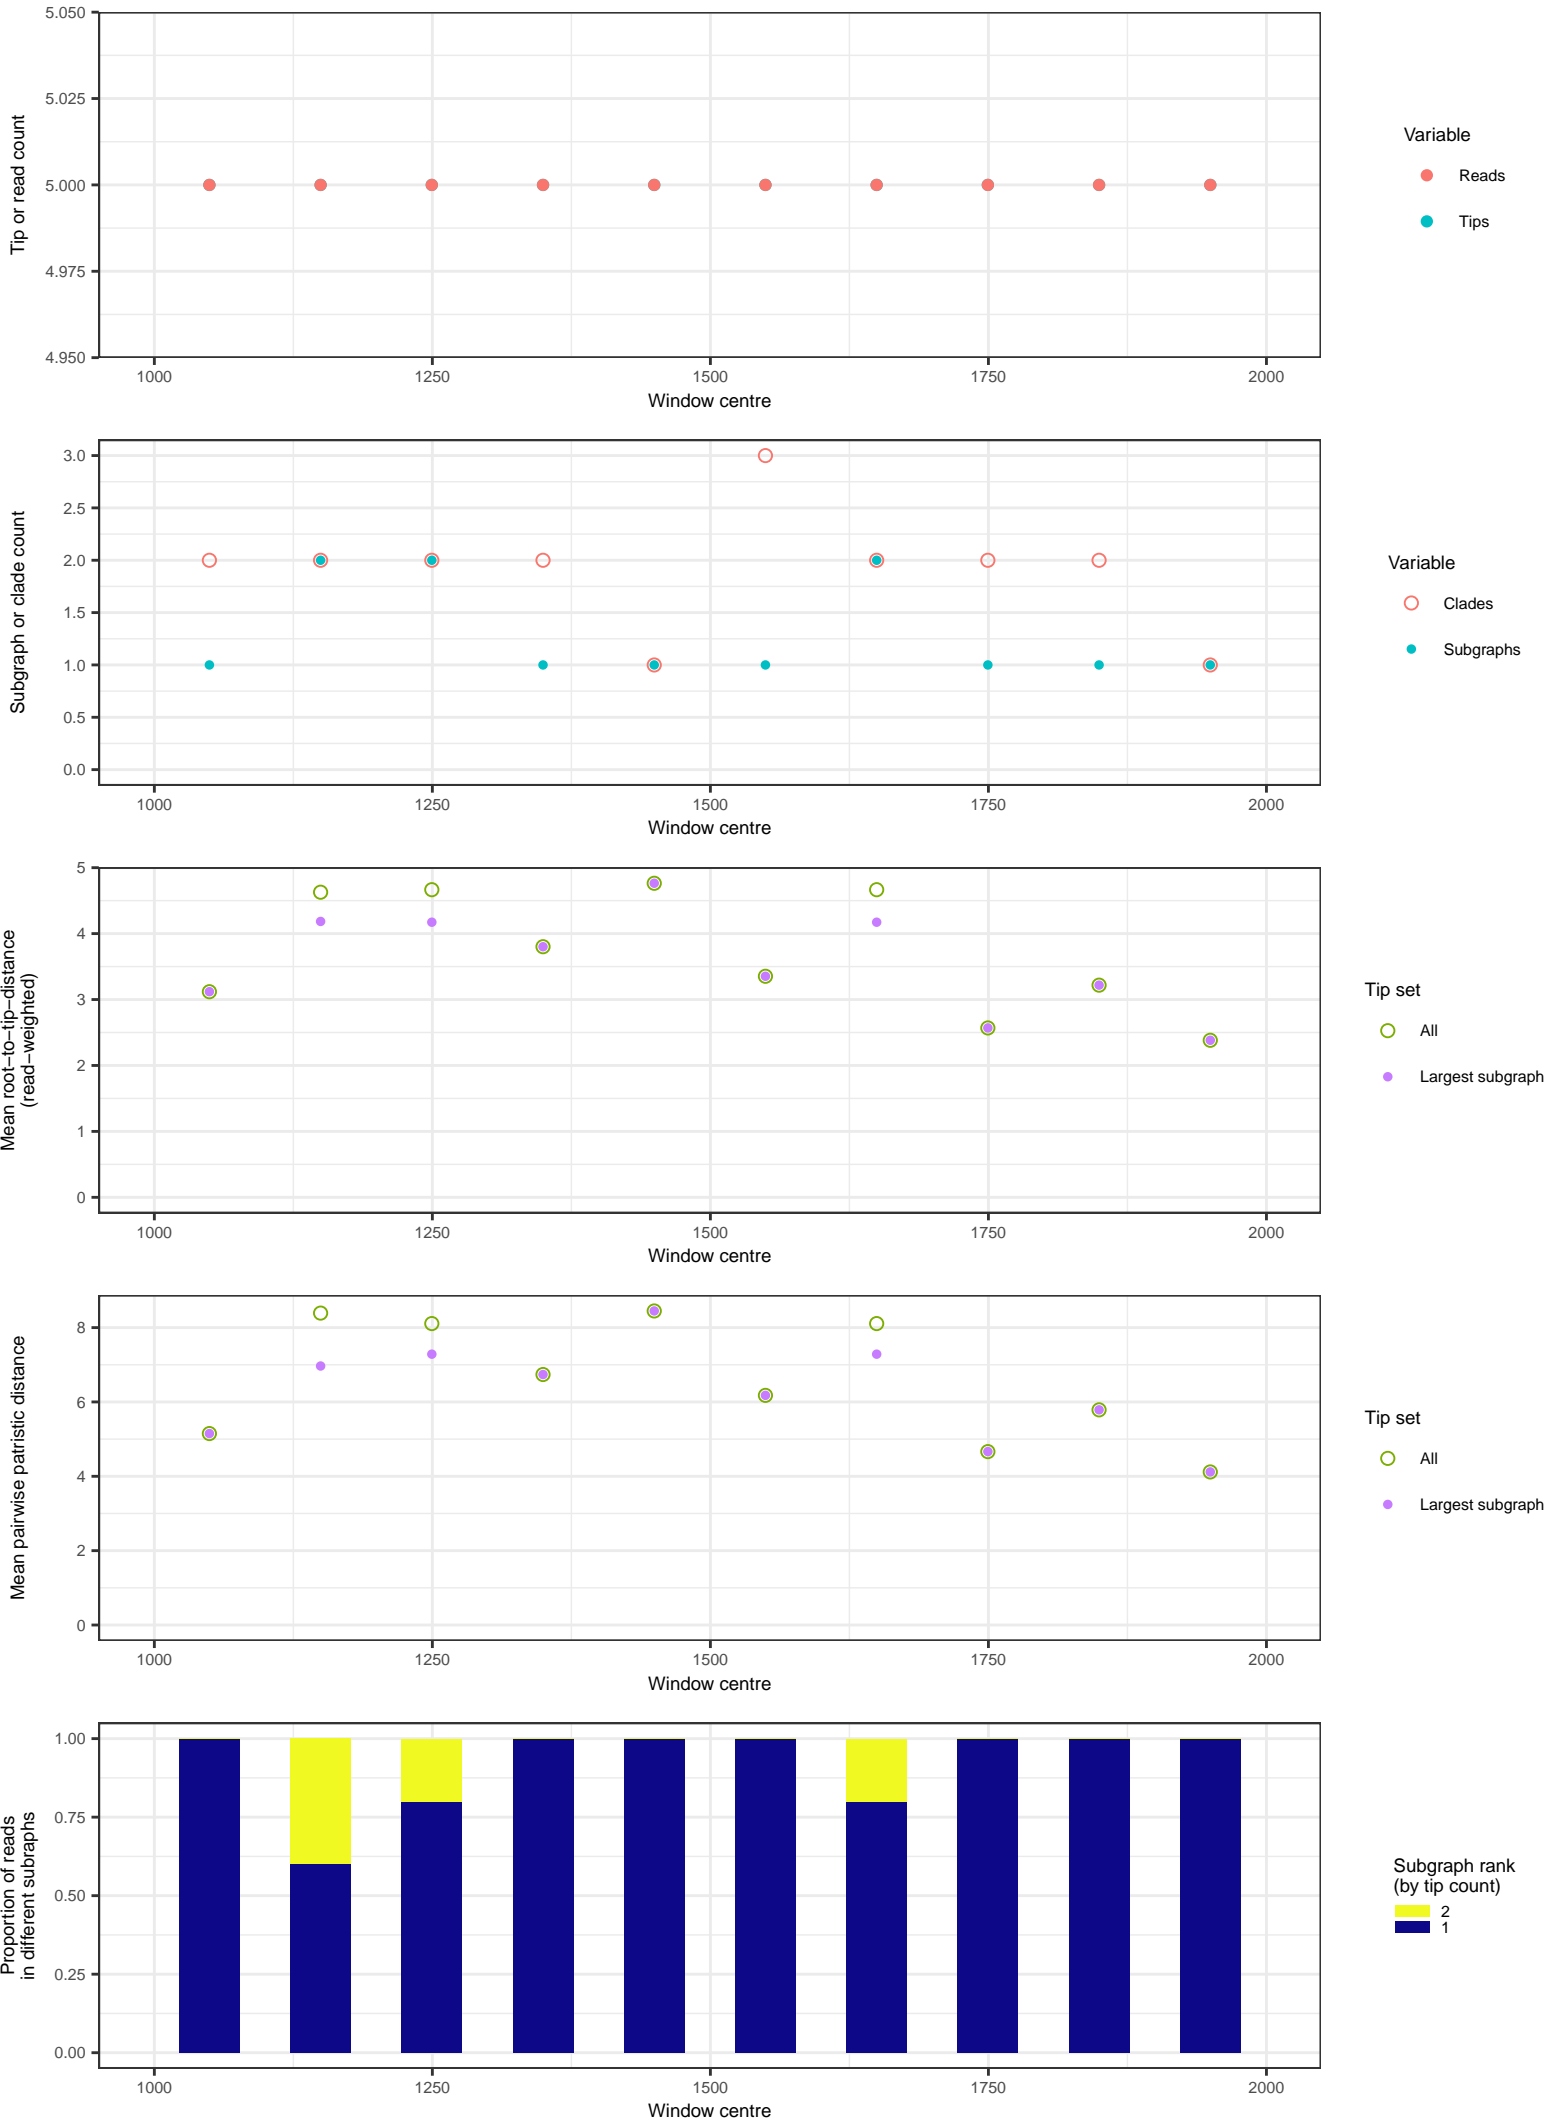 5.050
5.025
5.000
4.975
4.950
Tip or read count
1000 1250 1500 1750 2000
Window centre
Variable
Reads
Tips
3.0
2.5
2.0
1.5
1.0
0.5
0.0
Subgraph or clade count
1000 1250 1500 1750 2000
Window centre
Variable
Clades
Subgraphs
5
4
3
2
1
0
Mean root−to−tip−distance
(read−weighted)
1000 1250 1500 1750 2000
Window centre
Tip set
All
Largest subgraph
8
6
4
2
0
Mean pairwise patristic distance
1000 1250 1500 1750 2000
Window centre
Tip set
All
Largest subgraph
1.00
0.75
0.50
0.25
0.00
Proportion of reads
in different subraphs
1000 1250 1500 1750 2000
Window centre
Subgraph rank
(by tip count)
2
1